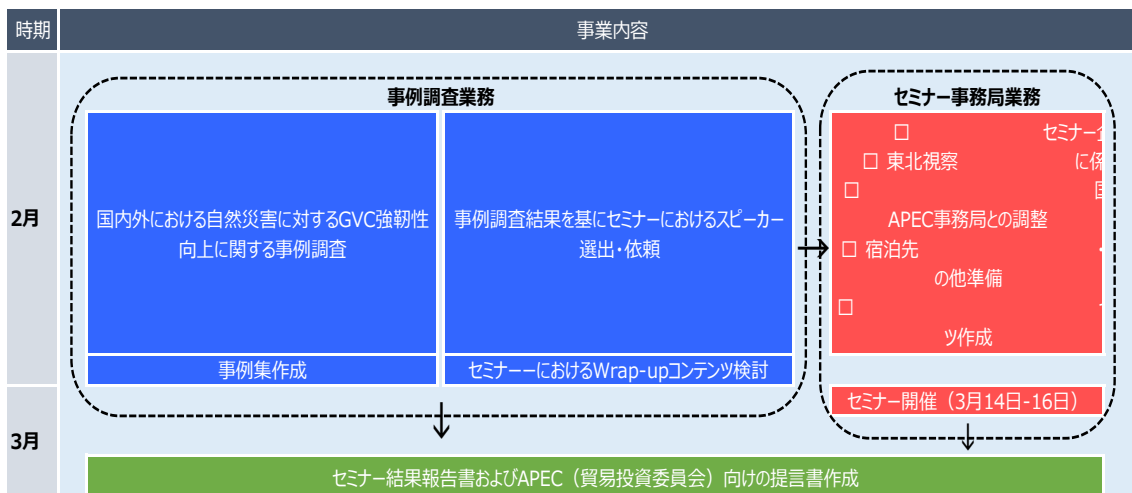 時期
事業内容
事例調査業務
セミナー事務局業務
2月
国内外における自然災害に対するGVC強靭性
向上に関する事例調査
事例調査結果を基にセミナーにおけるスピーカー
選出・依頼
□ セミナー
□ 東北視察 に係
□
APEC事務局との調整
□ 宿泊先
の他準備
□
ツ作成
事例集作成
セミナーーにおけるWrap-upコンテンツ検討
セミナー開催（3月14日-16日）
3月
セミナー結果報告書およびAPEC（貿易投資委員会）向けの提言書作成